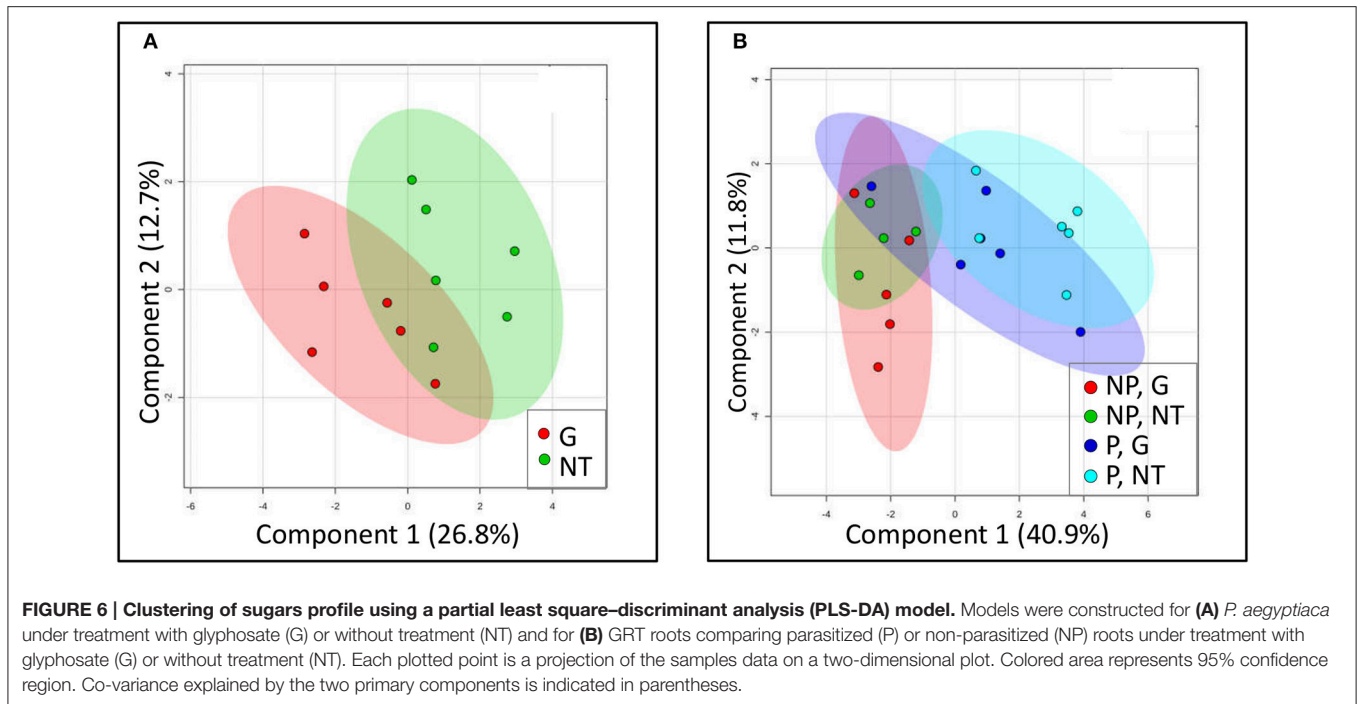 A
4
2
0
-2
Component 2 (12.7%)
-6
-4
-2
0
2
4
Component 1 (26.8%)
G
NT
B
4
2
0
-2
-4
Component 2 (11.8%)
-4
-2
0
2
4
6
Component 1 (40.9%)
NP, G
NP, NT
P, G
P, NT
FIGURE 6 | Clustering of sugars profile using a partial least square–discriminant analysis (PLS-DA) model. Models were constructed for (A) P. aegyptiaca
under treatment with glyphosate (G) or without treatment (NT) and for (B) GRT roots comparing parasitized (P) or non-parasitized (NP) roots under treatment with
glyphosate (G) or without treatment (NT). Each plotted point is a projection of the samples data on a two-dimensional plot. Colored area represents 95% confidence
region. Co-variance explained by the two primary components is indicated in parentheses.